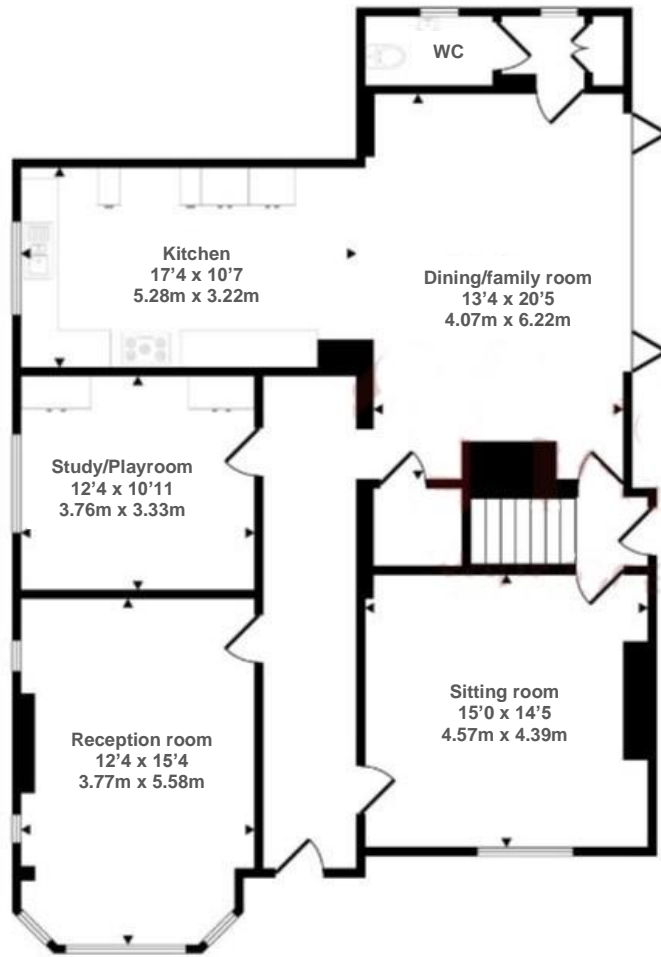 WC
Kitchen
17'4 x 10'7
5.28m x 3.22m
Dining/family room
13'4 x 20'5
4.07m x 6.22m
Study/Playroom
12'4 x 10'11
3.76m x 3.33m
Sitting room
15'0 x 14'5
4.57m x 4.39m
Reception room
12'4 x 15'4
3.77m x 5.58m